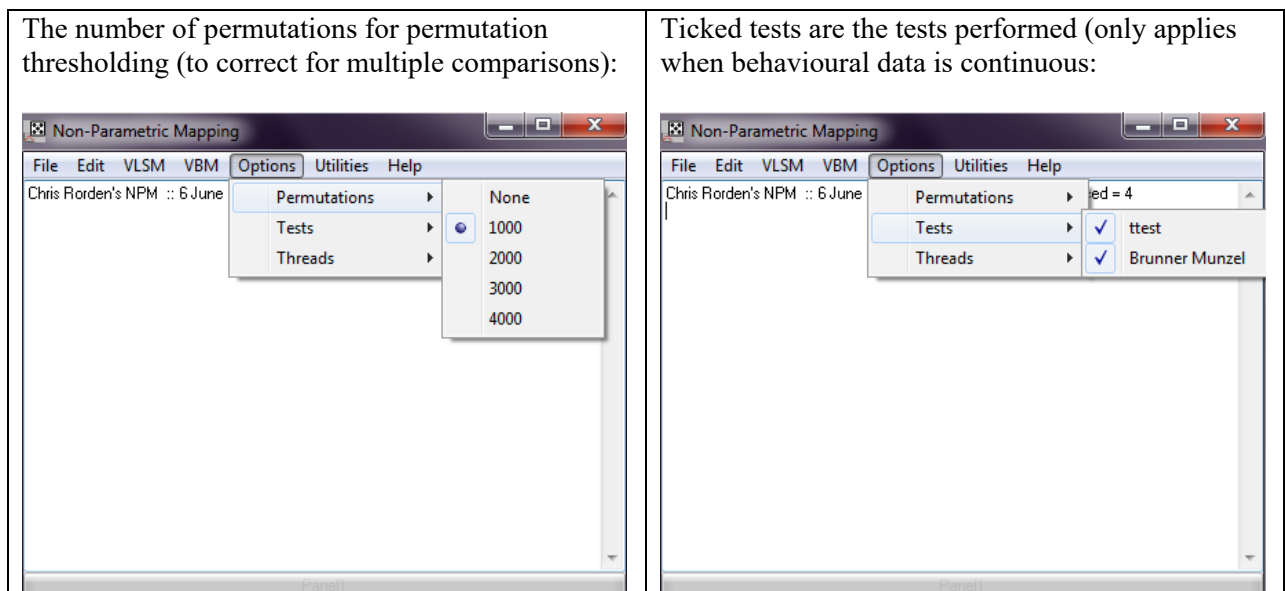 The number of permutations for permutation
thresholding (to correct for multiple comparisons):
Non-Parametric Mapping
File Edit VLSM VBM Options Utilities Help
Chris Rorden's NPM :: 6 June
Permutations
Tests
Threads
None
1000
2000
3000
4000
Panel1
Ticked tests are the tests performed (only applies
when behavioural data is continuous:
Non-Parametric Mapping
File Edit VLSM VBM Options Utilities Help
Chris Rorden's NPM :: 6 June
= 4
Permutations
Tests
Threads
ttest
Brunner Munzel
Panel1